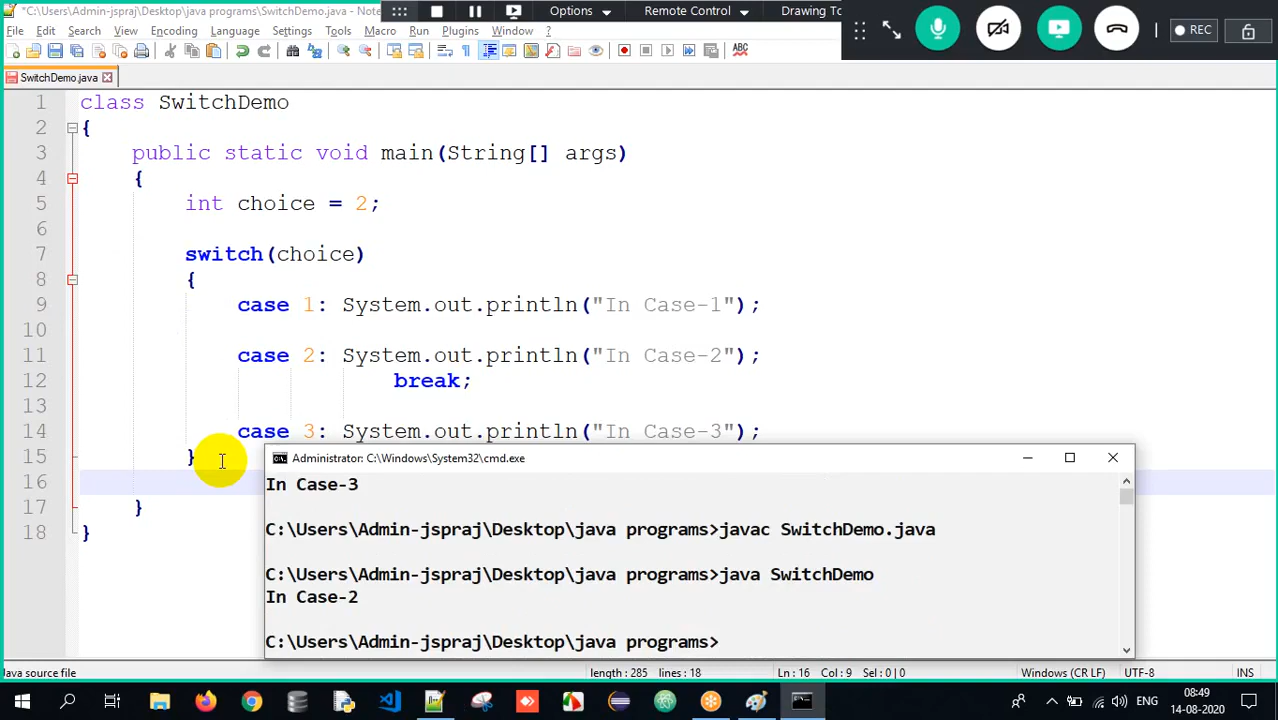 *C:\Users\Admin-jspraj\Desktop\java programs\SwitchDemo.java - Note
Options
Remote Control
Drawing To
REC
File Edit Search View Encoding Language Settings Tools Macro Run Plugins Window ?
SwitchDemo.java
1 class SwitchDemo
2 {
3 public static void main(String[] args)
4 {
5 int choice = 2;
6
7 switch(choice)
8 {
9 case 1: System.out.println("In Case-1");
10
11 case 2: System.out.println("In Case-2");
12 break;
13
14 case 3: System.out.println("In Case-3");
15 }
16
17 }
18 }
Administrator: C:\Windows\System32\cmd.exe
In Case-3
C:\Users\Admin-jspraj\Desktop\java programs>javac SwitchDemo.java
C:\Users\Admin-jspraj\Desktop\java programs>java SwitchDemo
In Case-2
C:\Users\Admin-jspraj\Desktop\java programs>
Java source file
length : 285 lines : 18
Ln : 16 Col : 9 Sel : 0 | 0
Windows (CR LF)
UTF-8
INS
ENG
08:49
14-08-2020